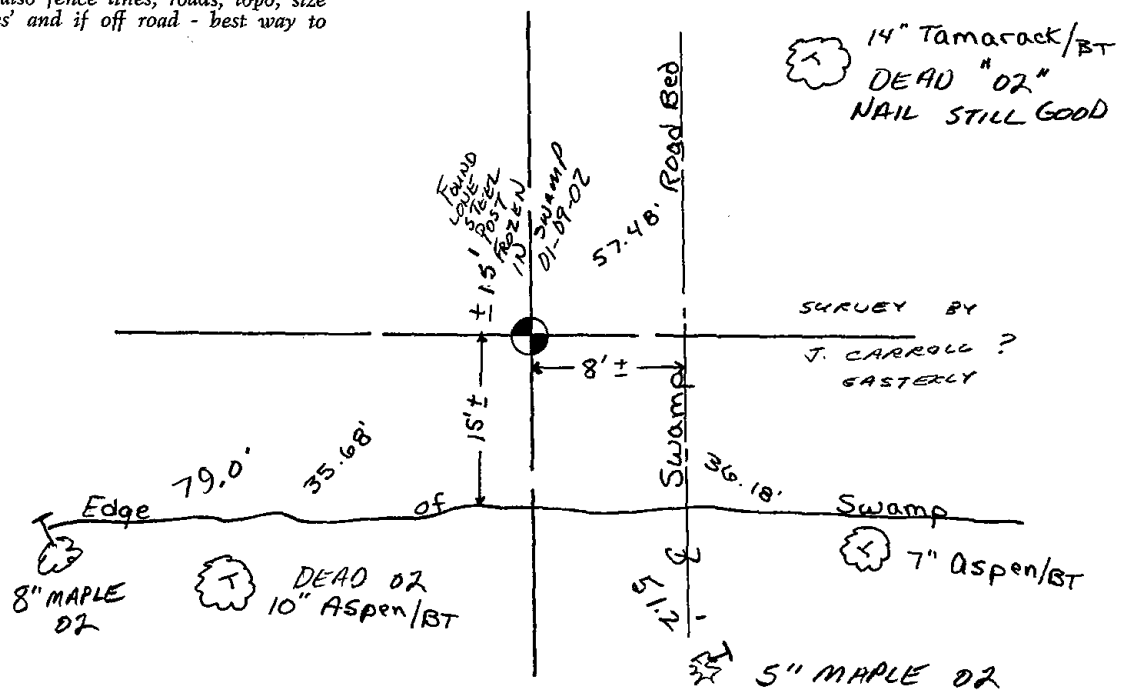 also fence lines, roads, topo, size
es' and if off road - best way to
14" Tamarack/BT
DEAD "02"
NAIL STILL GOOD
Road Bed
FOUND
LONE
STEEL
POST
FROZEN
IN SWAMP
01-09-02
± 1.5'
57.48'
SURVEY BY
J. CARROLL ?
EASTERLY
8'±
15'±
Swamp
79.0'
35.68'
36.18'
Edge of Swamp
8" MAPLE
02
DEAD 02
10" Aspen/BT
℄
51.2'
7" Aspen/BT
5" MAPLE 02